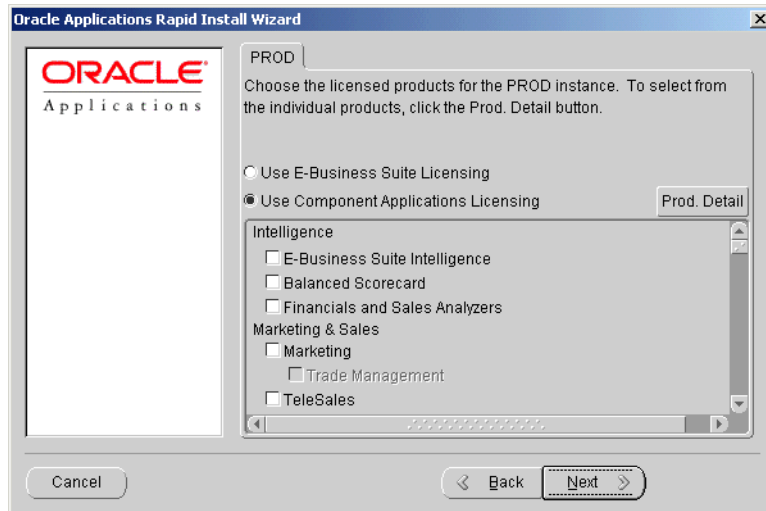 Oracle Applications Rapid Install Wizard
ORACLE
Applications
PROD
Choose the licensed products for the PROD instance. To select from
the individual products, click the Prod. Detail button.
Use E-Business Suite Licensing
Use Component Applications Licensing
Prod. Detail
Intelligence
E-Business Suite Intelligence
Balanced Scorecard
Financials and Sales Analyzers
Marketing & Sales
Marketing
Trade Management
TeleSales
Cancel
Back
Next